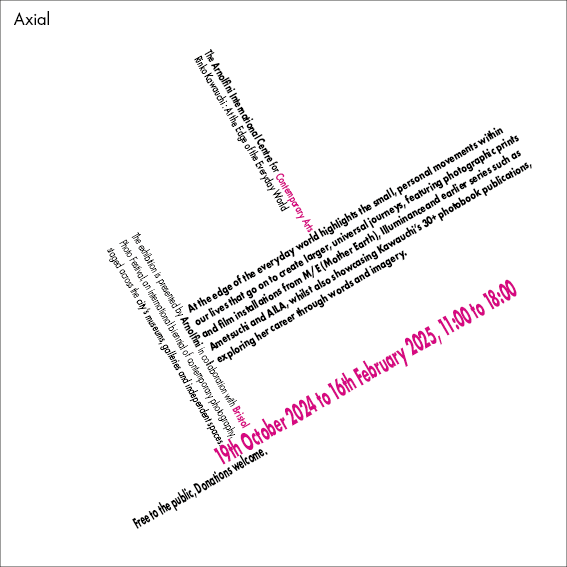 Axial
The Arnolfini International Centre for Contemporary Arts
Rinko Kawauchi: At the Edge of the Everyday World
At the edge of the everyday world highlights the small, personal movements within
our lives that go on to create larger, universal journeys, featuring photographic prints
and film installations from M/E (Mother Earth), Illuminanceand earlier series such as
Ametsuchi and AILA, whilst also showcasing Kawauchi's 30+ photobook publications,
exploring her career through words and imagery.
The exhibition is presented by Arnolfini in collaboration with Bristol
Photo Festival, an international biennial of contemporary photography,
staged across the city's museums, galleries and independent spaces.
19th October 2024 to 16th February 2025, 11:00 to 18:00
Free to the public, Donations welcome.